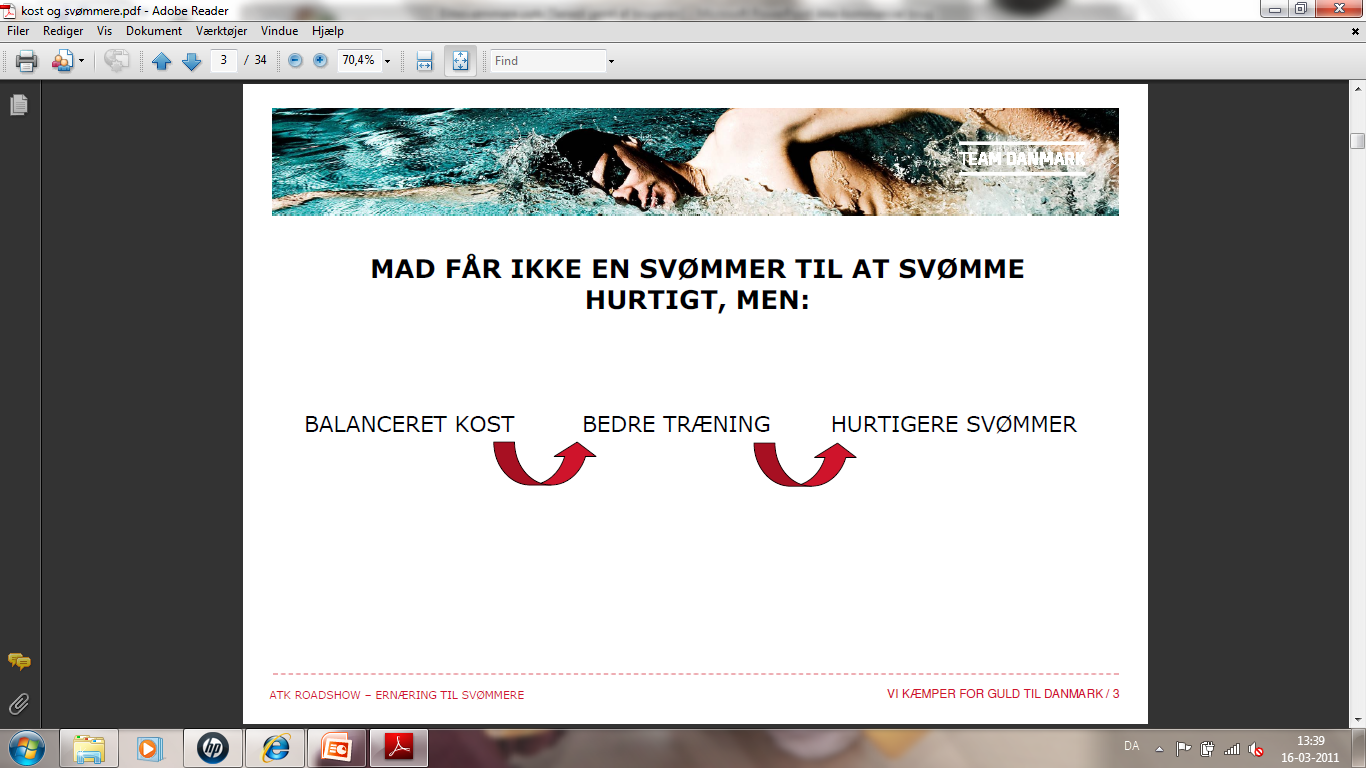 kost og svømmere.pdf - Adobe Reader
Filer Rediger Vis Dokument Værktøjer Vindue Hjælp
3 / 34 70,4% Find
TEAM DANMARK
MAD FÅR IKKE EN SVØMMER TIL AT SVØMME
HURTIGT, MEN:
BALANCERET KOST BEDRE TRÆNING HURTIGERE SVØMMER
ATK ROADSHOW – ERNÆRING TIL SVØMMERE VI KÆMPER FOR GULD TIL DANMARK / 3
hp
DA 13:39
16-03-2011